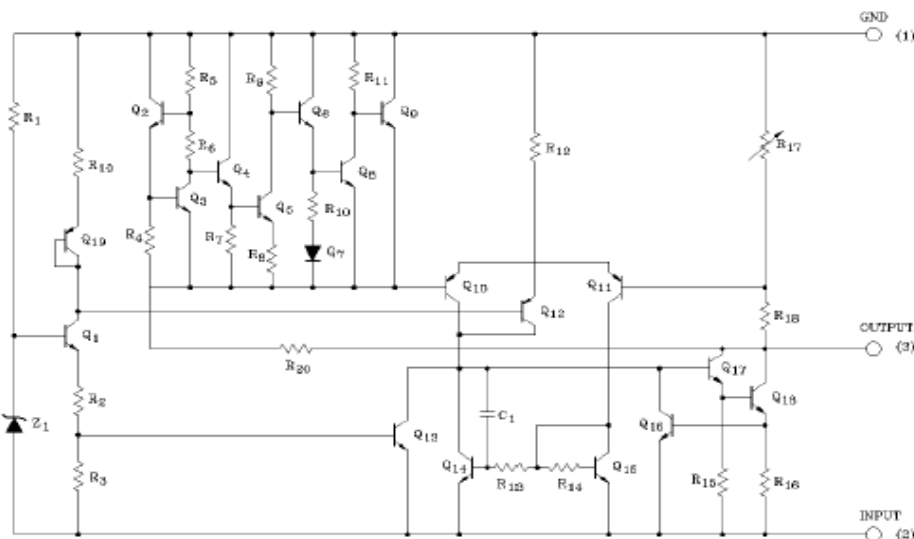 GND
(1)
R5
R9
R11
Q2
Q6
Q9
R1
R6
R12
R17
R19
Q4
Q3
Q8
Q5
R10
R4
R7
R8
Q7
Q19
Q10
Q11
Q12
R18
OUTPUT
(3)
Q1
R20
Q17
R2
C1
Q18
Z1
Q13
Q16
R3
Q14
R13
R14
Q15
R15
R16
INPUT
(2)